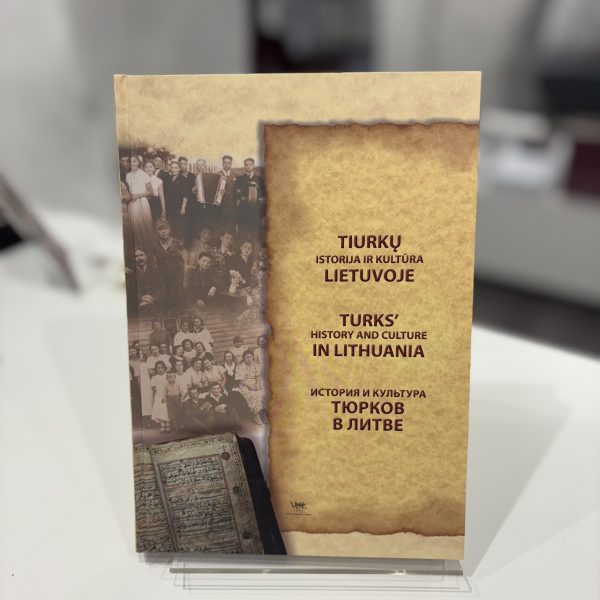 TIURKŲ
ISTORIJA IR KULTŪRA
LIETUVOJE
TURKS'
HISTORY AND CULTURE
IN LITHUANIA
ИСТОРИЯ И КУЛЬТУРА
ТЮРКОВ
В ЛИТВЕ